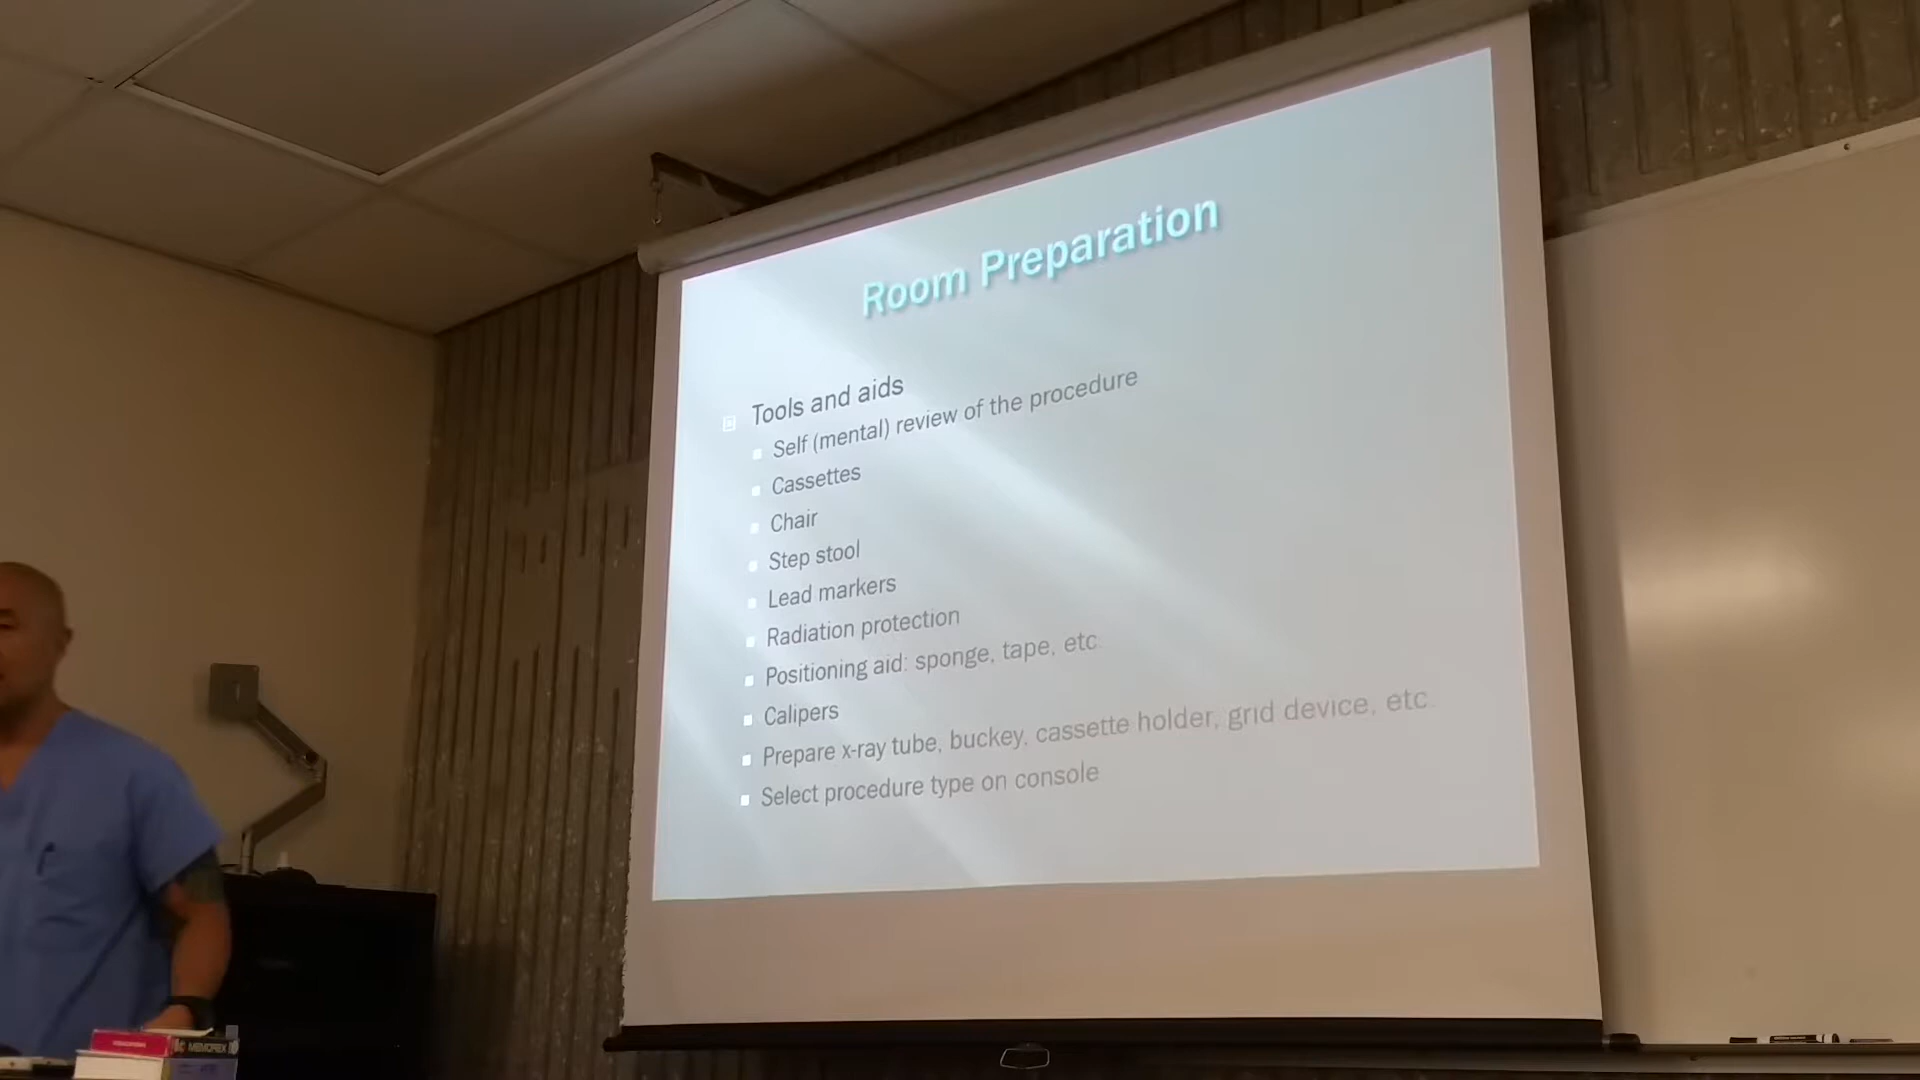 Room Preparation
Tools and aids
Self (mental) review of the procedure
Cassettes
Chair
Step stool
Lead markers
Radiation protection
Positioning aid: sponge, tape, etc.
Calipers
Prepare x-ray tube, buckey, cassette holder, grid device, etc.
Select procedure type on console
MEMOREX